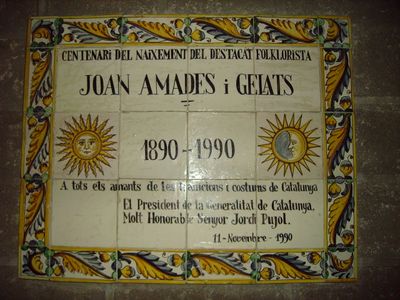 CENTENARI DEL NAIXEMENT DEL DESTACAT FOLKLORISTA
JOAN AMADES i GELATS
1890-1990
A tots els amants de les tradicions i costums de Catalunya
El President de la Generalitat de Catalunya,
Molt Honorable Senyor Jordi Pujol.
11-Novembre-1990